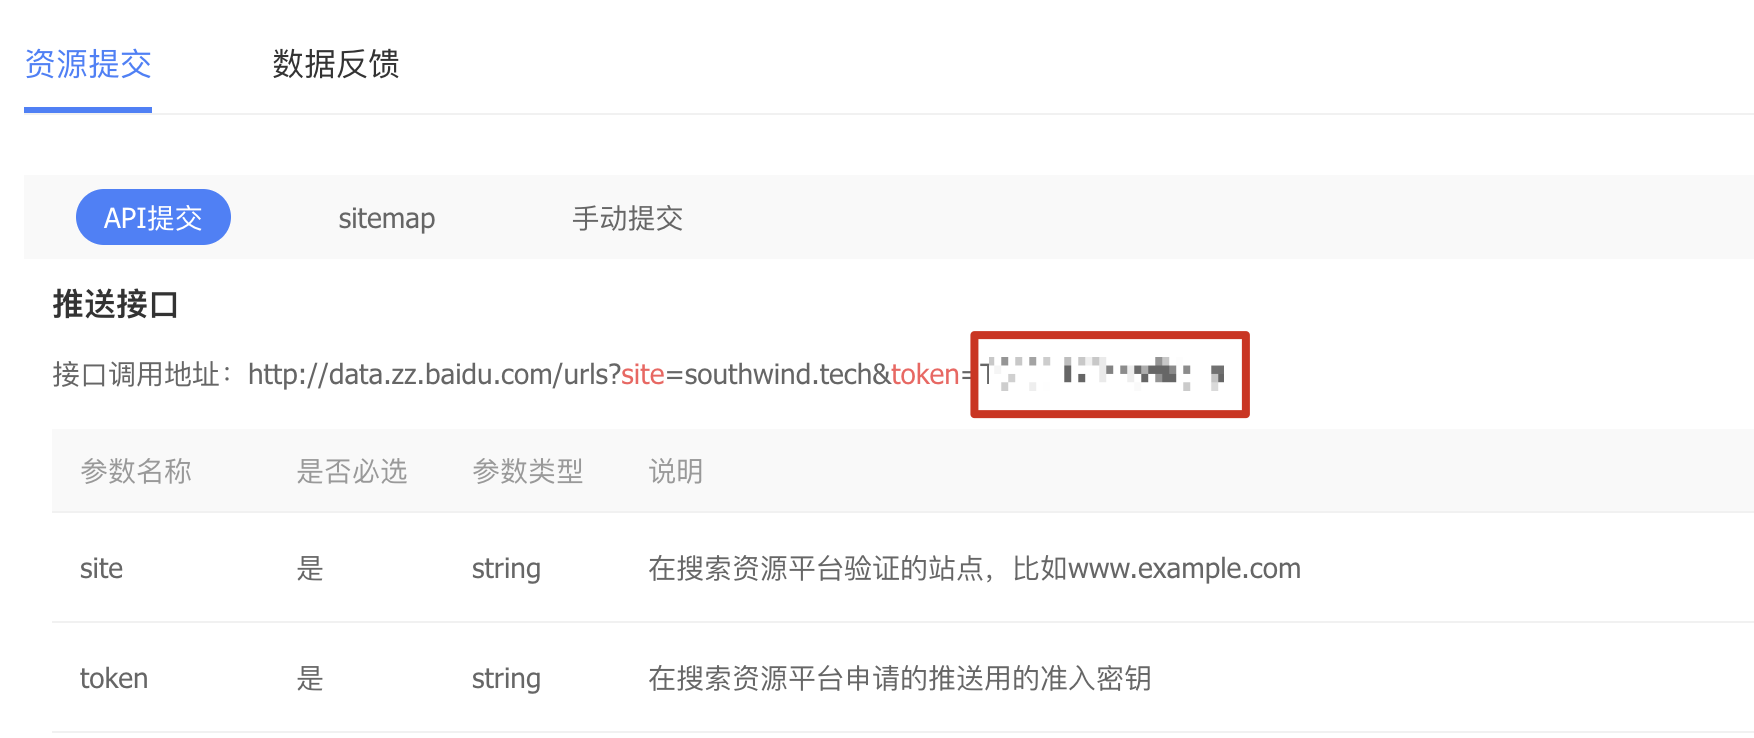 资源提交 数据反馈
API提交 sitemap 手动提交
推送接口
接口调用地址：http://data.zz.baidu.com/urls?site=southwind.tech&token=T
参数名称 是否必选 参数类型 说明
site 是 string 在搜索资源平台验证的站点，比如www.example.com
token 是 string 在搜索资源平台申请的推送用的准入密钥